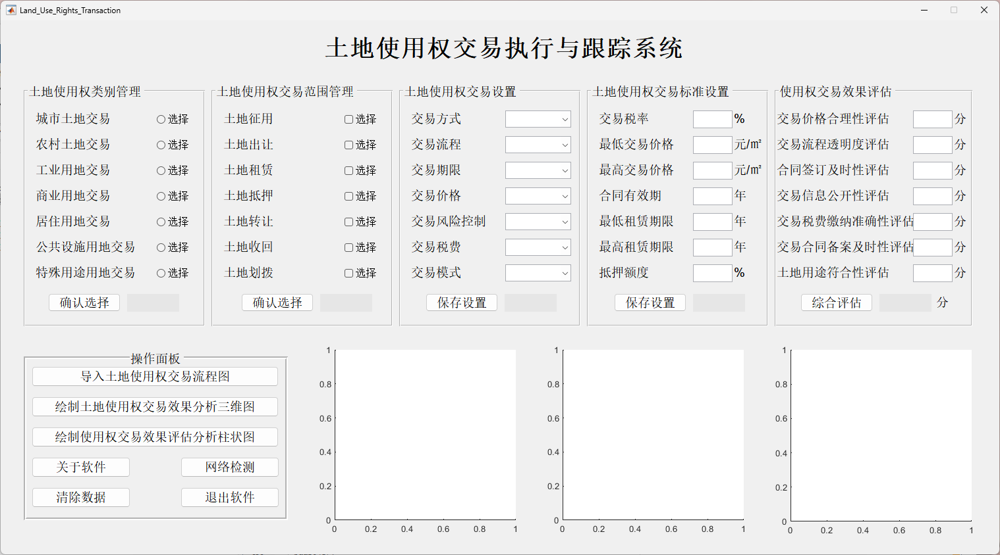 Land_Use_Rights_Transaction
土地使用权交易执行与跟踪系统
土地使用权类别管理
城市土地交易 选择
农村土地交易 选择
工业用地交易 选择
商业用地交易 选择
居住用地交易 选择
公共设施用地交易 选择
特殊用途用地交易 选择
确认选择
土地使用权交易范围管理
土地征用 选择
土地出让 选择
土地租赁 选择
土地抵押 选择
土地转让 选择
土地收回 选择
土地划拨 选择
确认选择
土地使用权交易设置
交易方式
交易流程
交易期限
交易价格
交易风险控制
交易税费
交易模式
保存设置
土地使用权交易标准设置
交易税率 %
最低交易价格 元/㎡
最高交易价格 元/㎡
合同有效期 年
最低租赁期限 年
最高租赁期限 年
抵押额度 %
保存设置
使用权交易效果评估
交易价格合理性评估 分
交易流程透明度评估 分
合同签订及时性评估 分
交易信息公开性评估 分
交易税费缴纳准确性评估 分
交易合同备案及时性评估 分
土地用途符合性评估 分
综合评估 分
操作面板
导入土地使用权交易流程图
绘制土地使用权交易效果分析三维图
绘制使用权交易效果评估分析柱状图
关于软件 网络检测
清除数据 退出软件
1
0.8
0.6
0.4
0.2
0
0 0.2 0.4 0.6 0.8 1
1
0.8
0.6
0.4
0.2
0
0 0.2 0.4 0.6 0.8 1
1
0.8
0.6
0.4
0.2
0
0 0.2 0.4 0.6 0.8 1